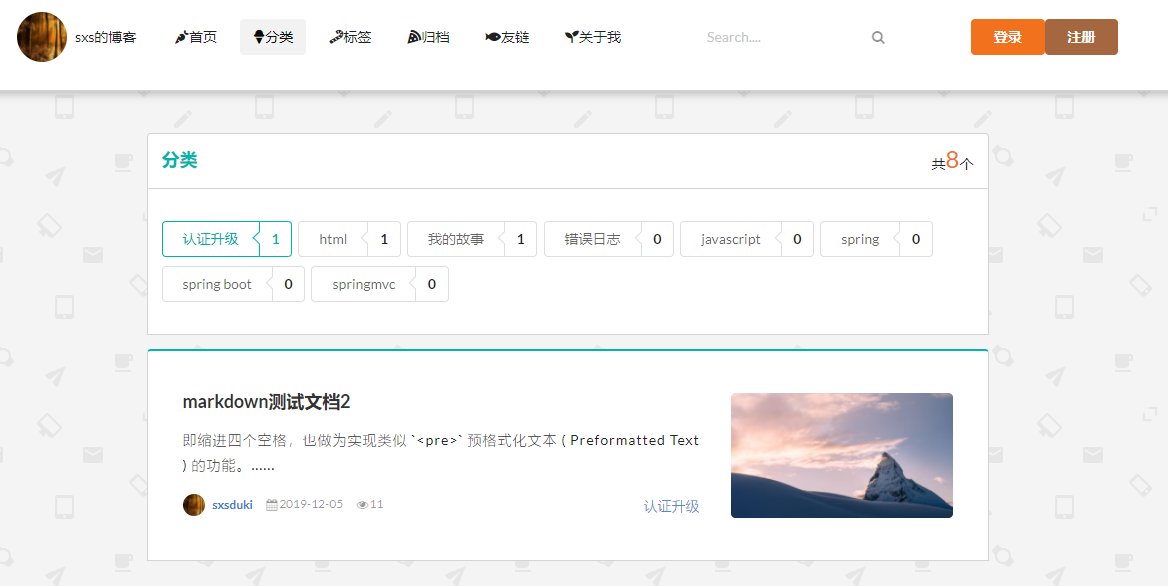 sxs的博客 首页 分类 标签 归档 友链 关于我 Search.... 登录 注册
分类 共8个
认证升级 1 html 1 我的故事 1 错误日志 0 javascript 0 spring 0
spring boot 0 springmvc 0
markdown测试文档2
即缩进四个空格，也做为实现类似 `<pre>` 预格式化文本 ( Preformatted Text
) 的功能。......
sxsduki 2019-12-05 11 认证升级